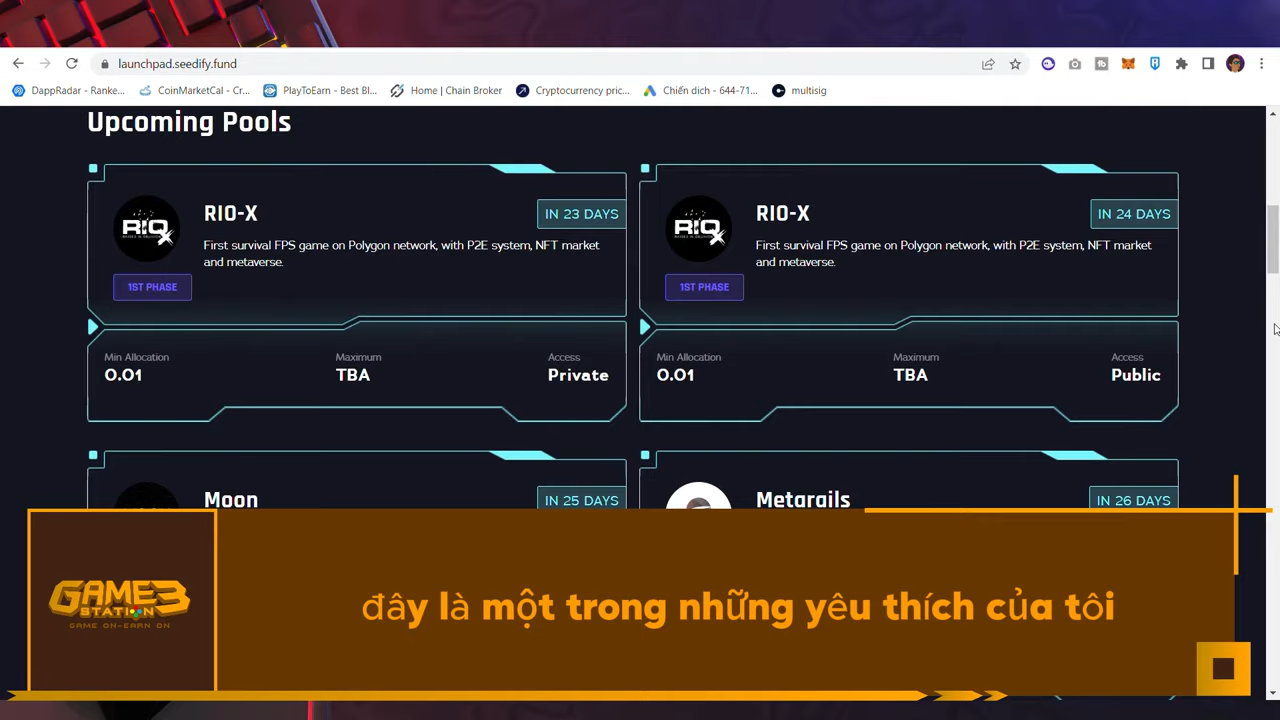 launchpad.seedify.fund
DappRadar - Ranke...
CoinMarketCal - Cr...
PlayToEarn - Best Bl...
Home | Chain Broker
Cryptocurrency pric...
Chiến dịch - 644-71...
multisig
Upcoming Pools
RIO-X
IN 23 DAYS
First survival FPS game on Polygon network, with P2E system, NFT market
and metaverse.
1ST PHASE
Min Allocation
Maximum
Access
0.01
TBA
Private
RIO-X
IN 24 DAYS
First survival FPS game on Polygon network, with P2E system, NFT market
and metaverse.
1ST PHASE
Min Allocation
Maximum
Access
0.01
TBA
Public
Moon
IN 25 DAYS
Metarails
IN 26 DAYS
GAME3
STATION
GAME ON-EARN ON
đây là một trong những yêu thích của tôi